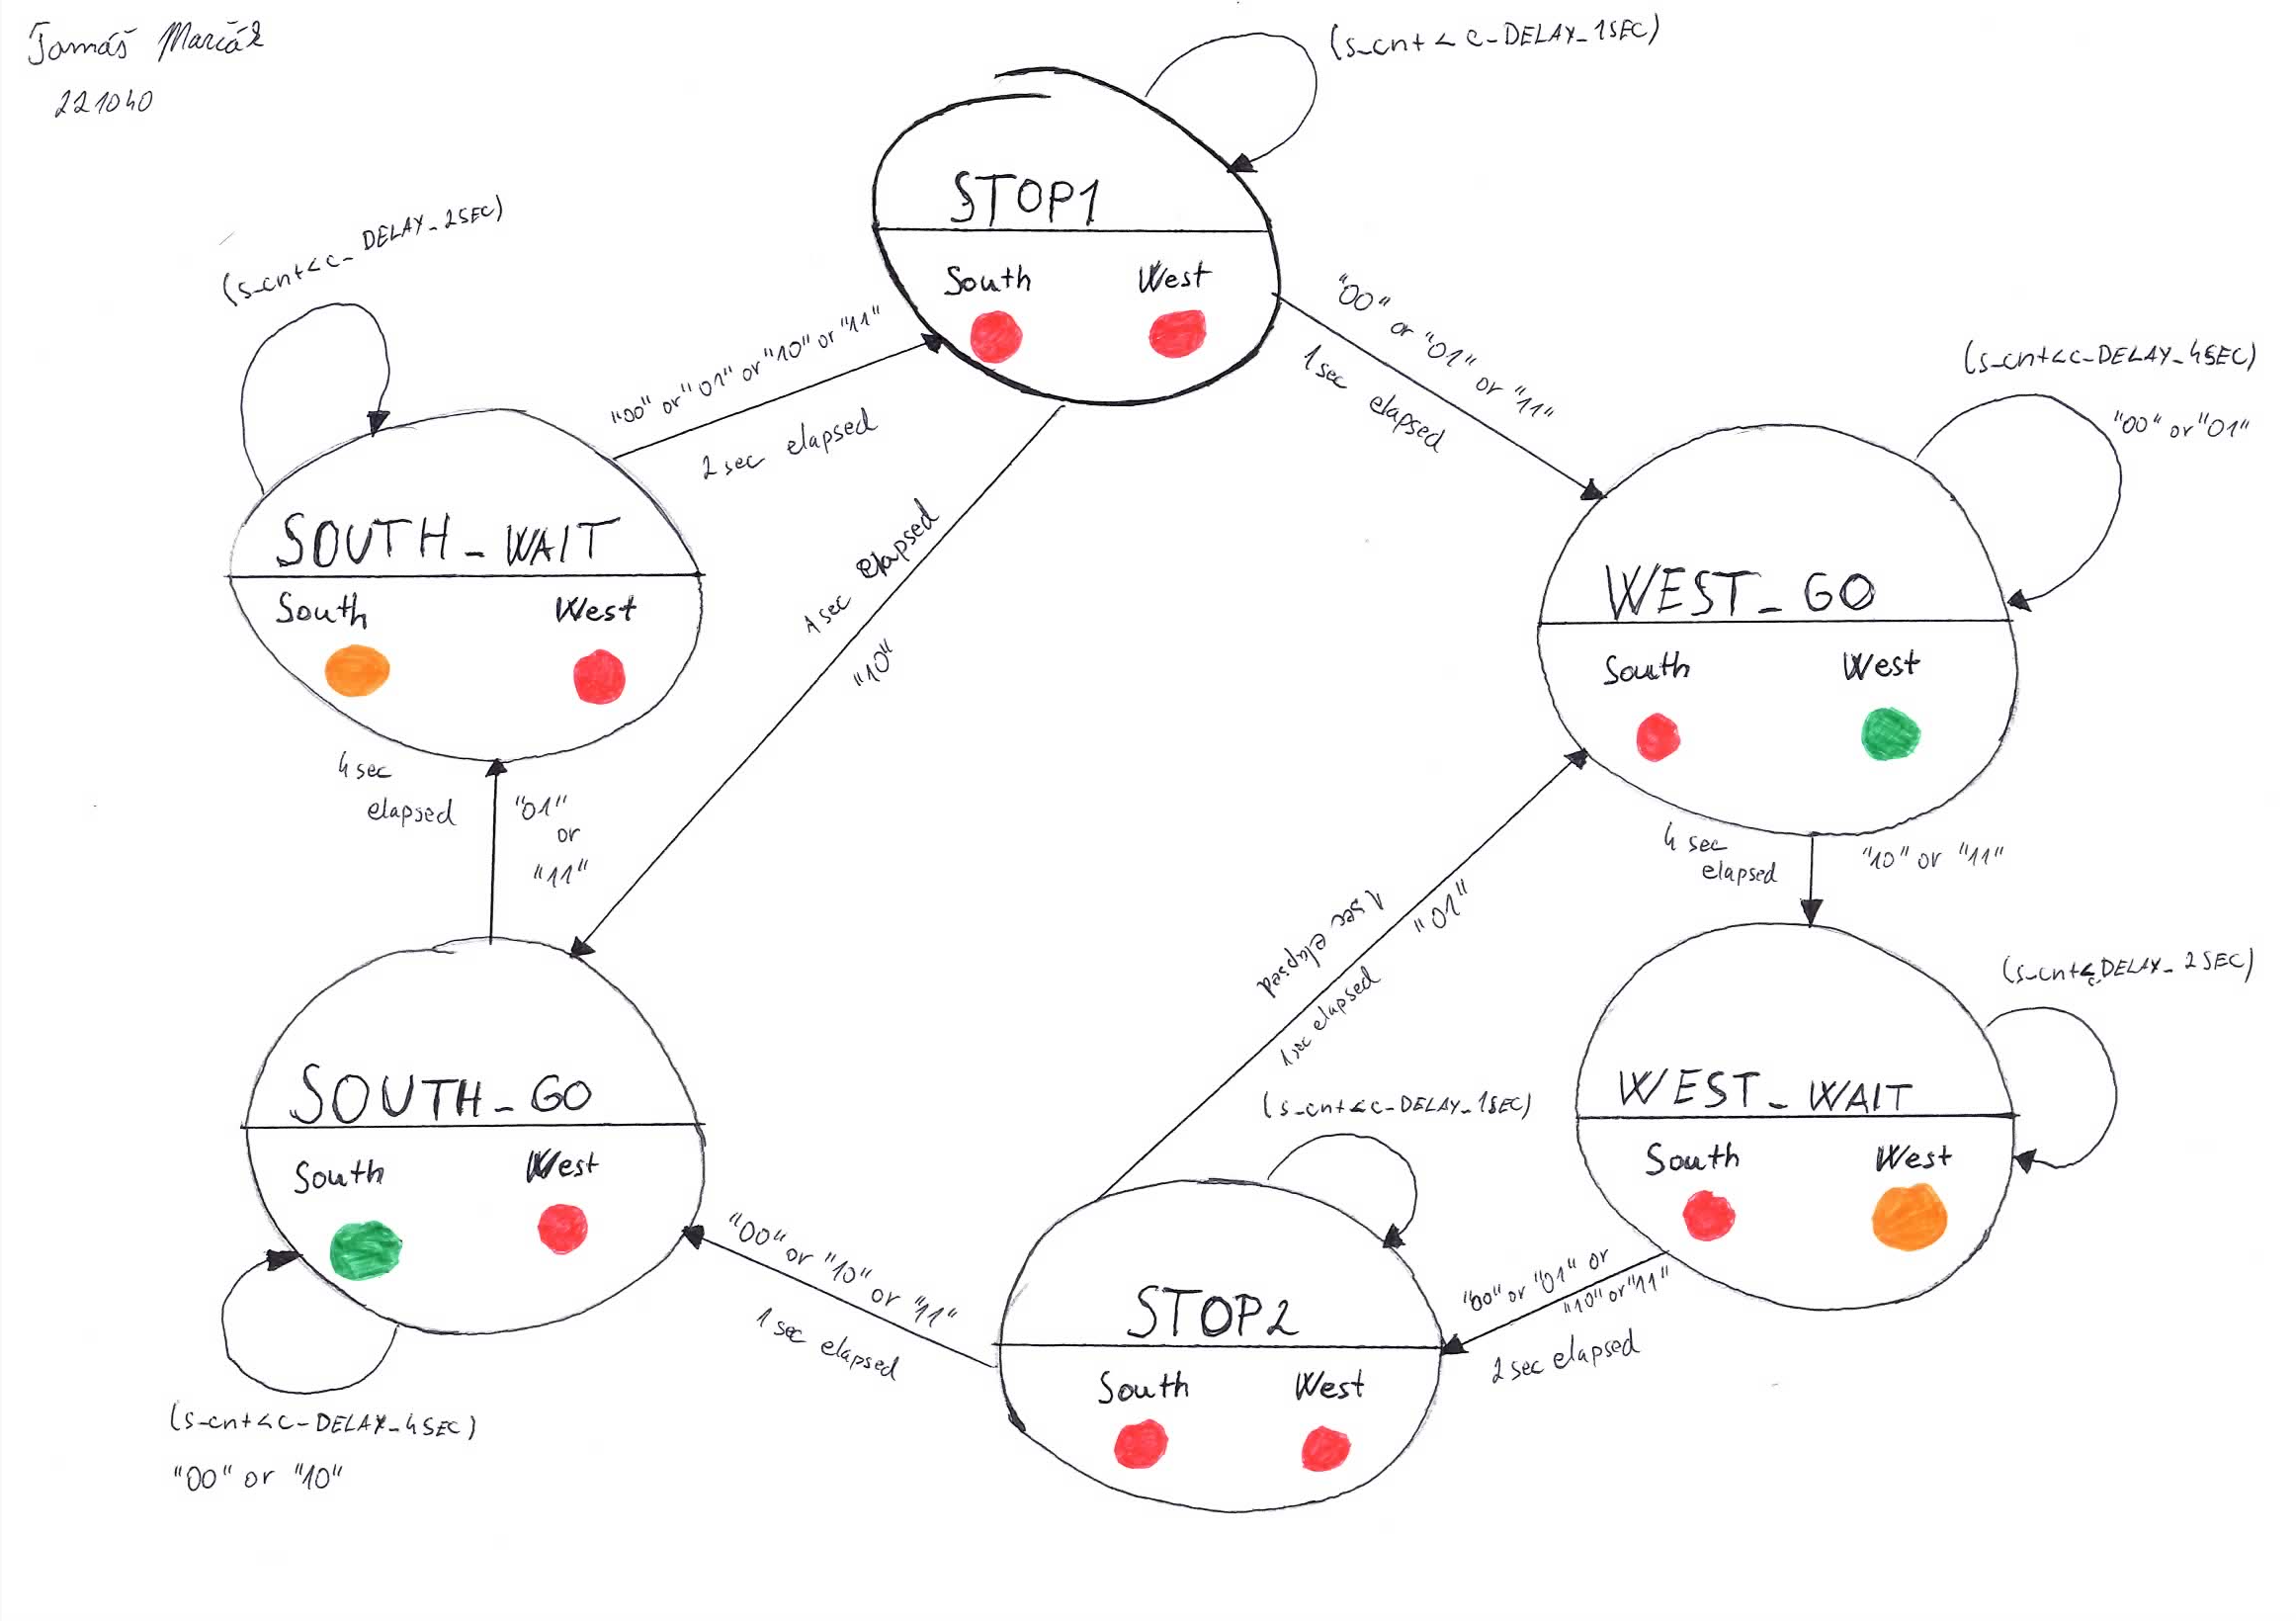 Tomáš Marcák
221040
(s_cnt < c_DELAY_1SEC)
STOP1
South West
"00" or "01" or "11"
1 sec elapsed
(s_cnt<c_DELAY_2SEC)
"00" or "01" or "10" or "11"
2 sec elapsed
SOUTH_WAIT
South West
1 sec elapsed
"10"
(s_cnt<c_DELAY_4SEC)
"00" or "01"
WEST_GO
South West
4 sec
elapsed
"01"
or
"11"
4 sec
elapsed
"10" or "11"
1 sec elapsed
"01"
1 sec elapsed
(s_cnt<c_DELAY_2SEC)
WEST_WAIT
South West
SOUTH_GO
South West
(s_cnt<c_DELAY_1SEC)
"00" or "10" or "11"
1 sec elapsed
"00" or "01" or
"10" or "11"
2 sec elapsed
STOP2
South West
(s_cnt<c_DELAY_4SEC)
"00" or "10"